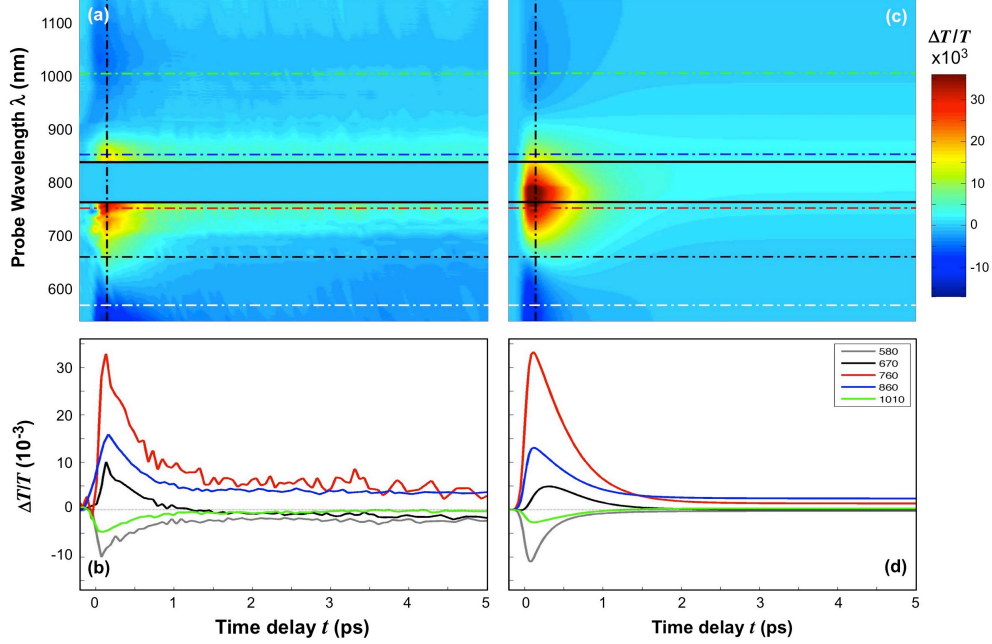 (a)
(c)
ΔT/T
x10³
1100
1000
900
800
700
600
Probe Wavelength λ (nm)
30
20
10
0
-10
30
20
10
0
-10
ΔT/T (10⁻³)
(b)
(d)
580
670
760
860
1010
0 1 2 3 4 5
0 1 2 3 4 5
Time delay t (ps)
Time delay t (ps)